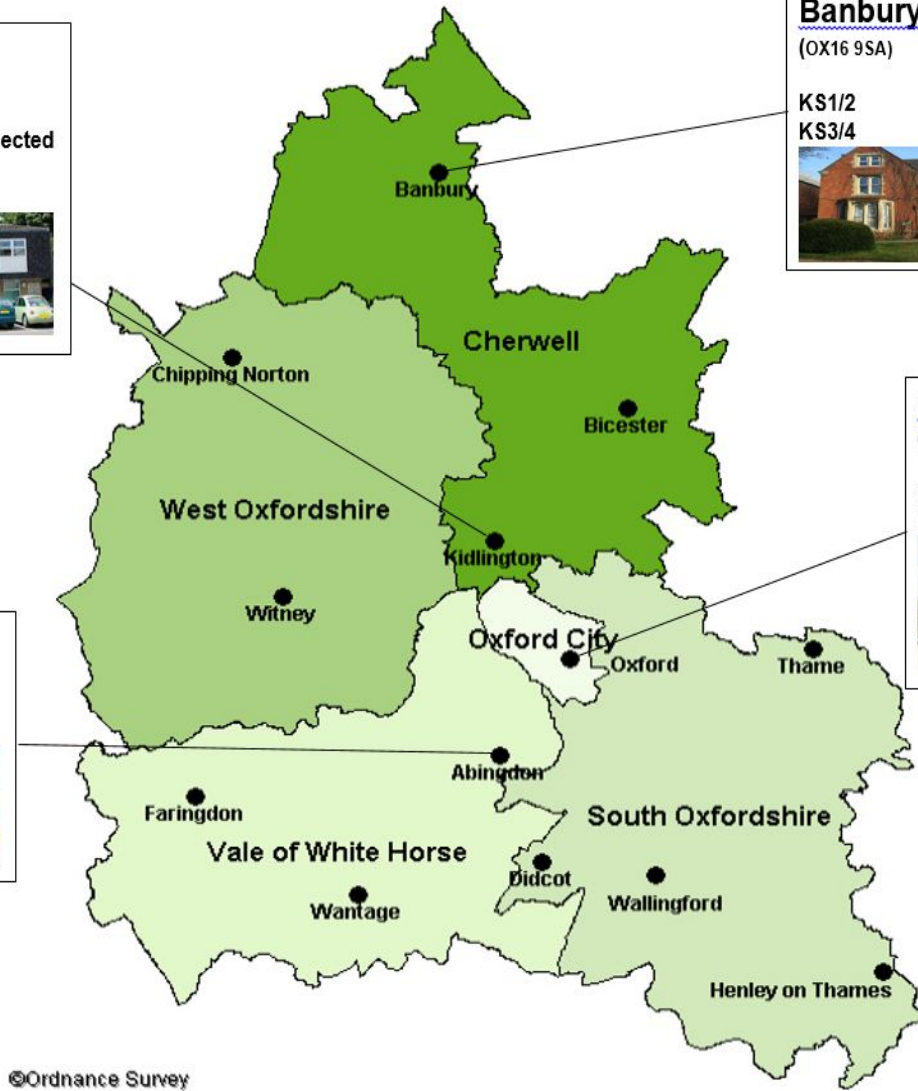 Banbury
(OX16 9SA)
KS1/2
KS3/4
ected
Banbury
Cherwell
Chipping Norton
Bicester
West Oxfordshire
Kidlington
Witney
Oxford City
Oxford
Thame
Abingdon
Faringdon
South Oxfordshire
Vale of White Horse
Didcot
Wallingford
Wantage
Henley on Thames
©Ordnance Survey